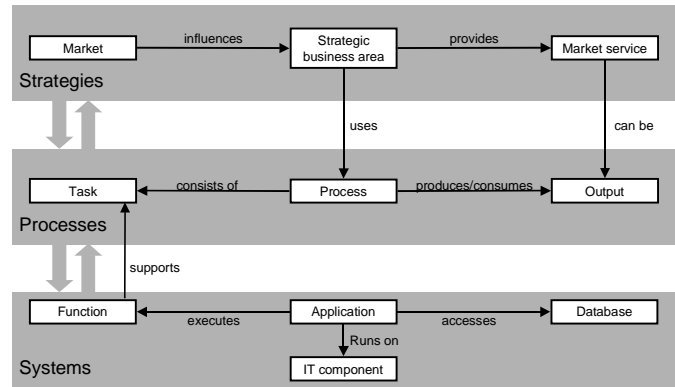 Market
influences
Strategic
business area
provides
Market service
Strategies
uses
can be
Task
consists of
Process
produces/consumes
Output
Processes
supports
Function
executes
Application
accesses
Database
Runs on
IT component
Systems